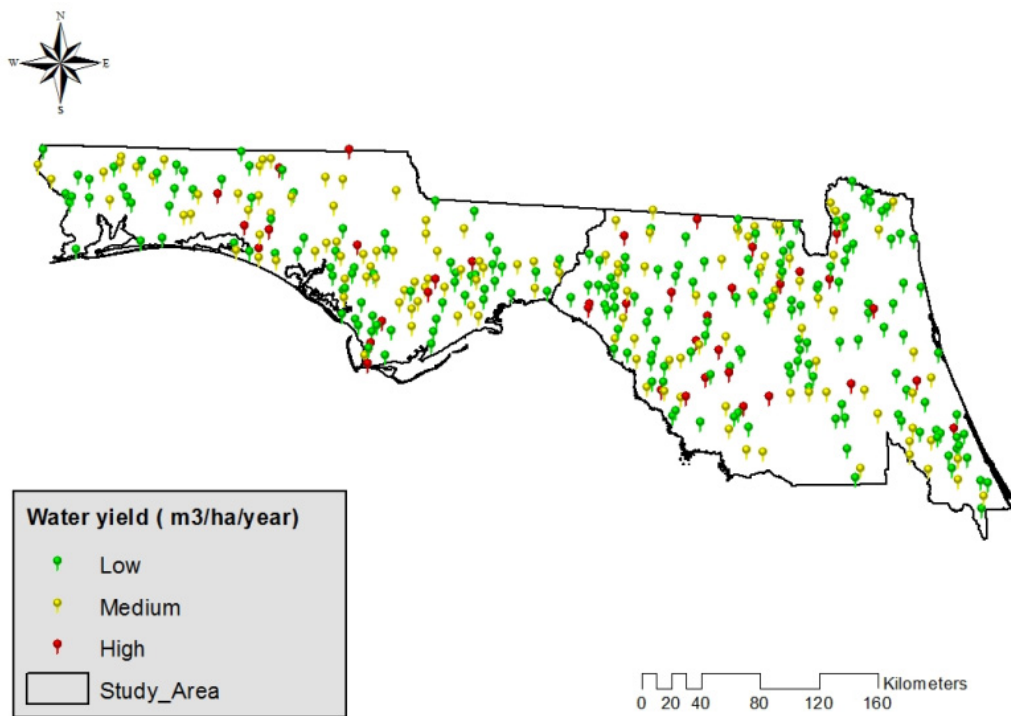 N
W E
S
Water yield ( m3/ha/year)
Low
Medium
High
Study_Area
Kilometers
0 20 40 80 120 160